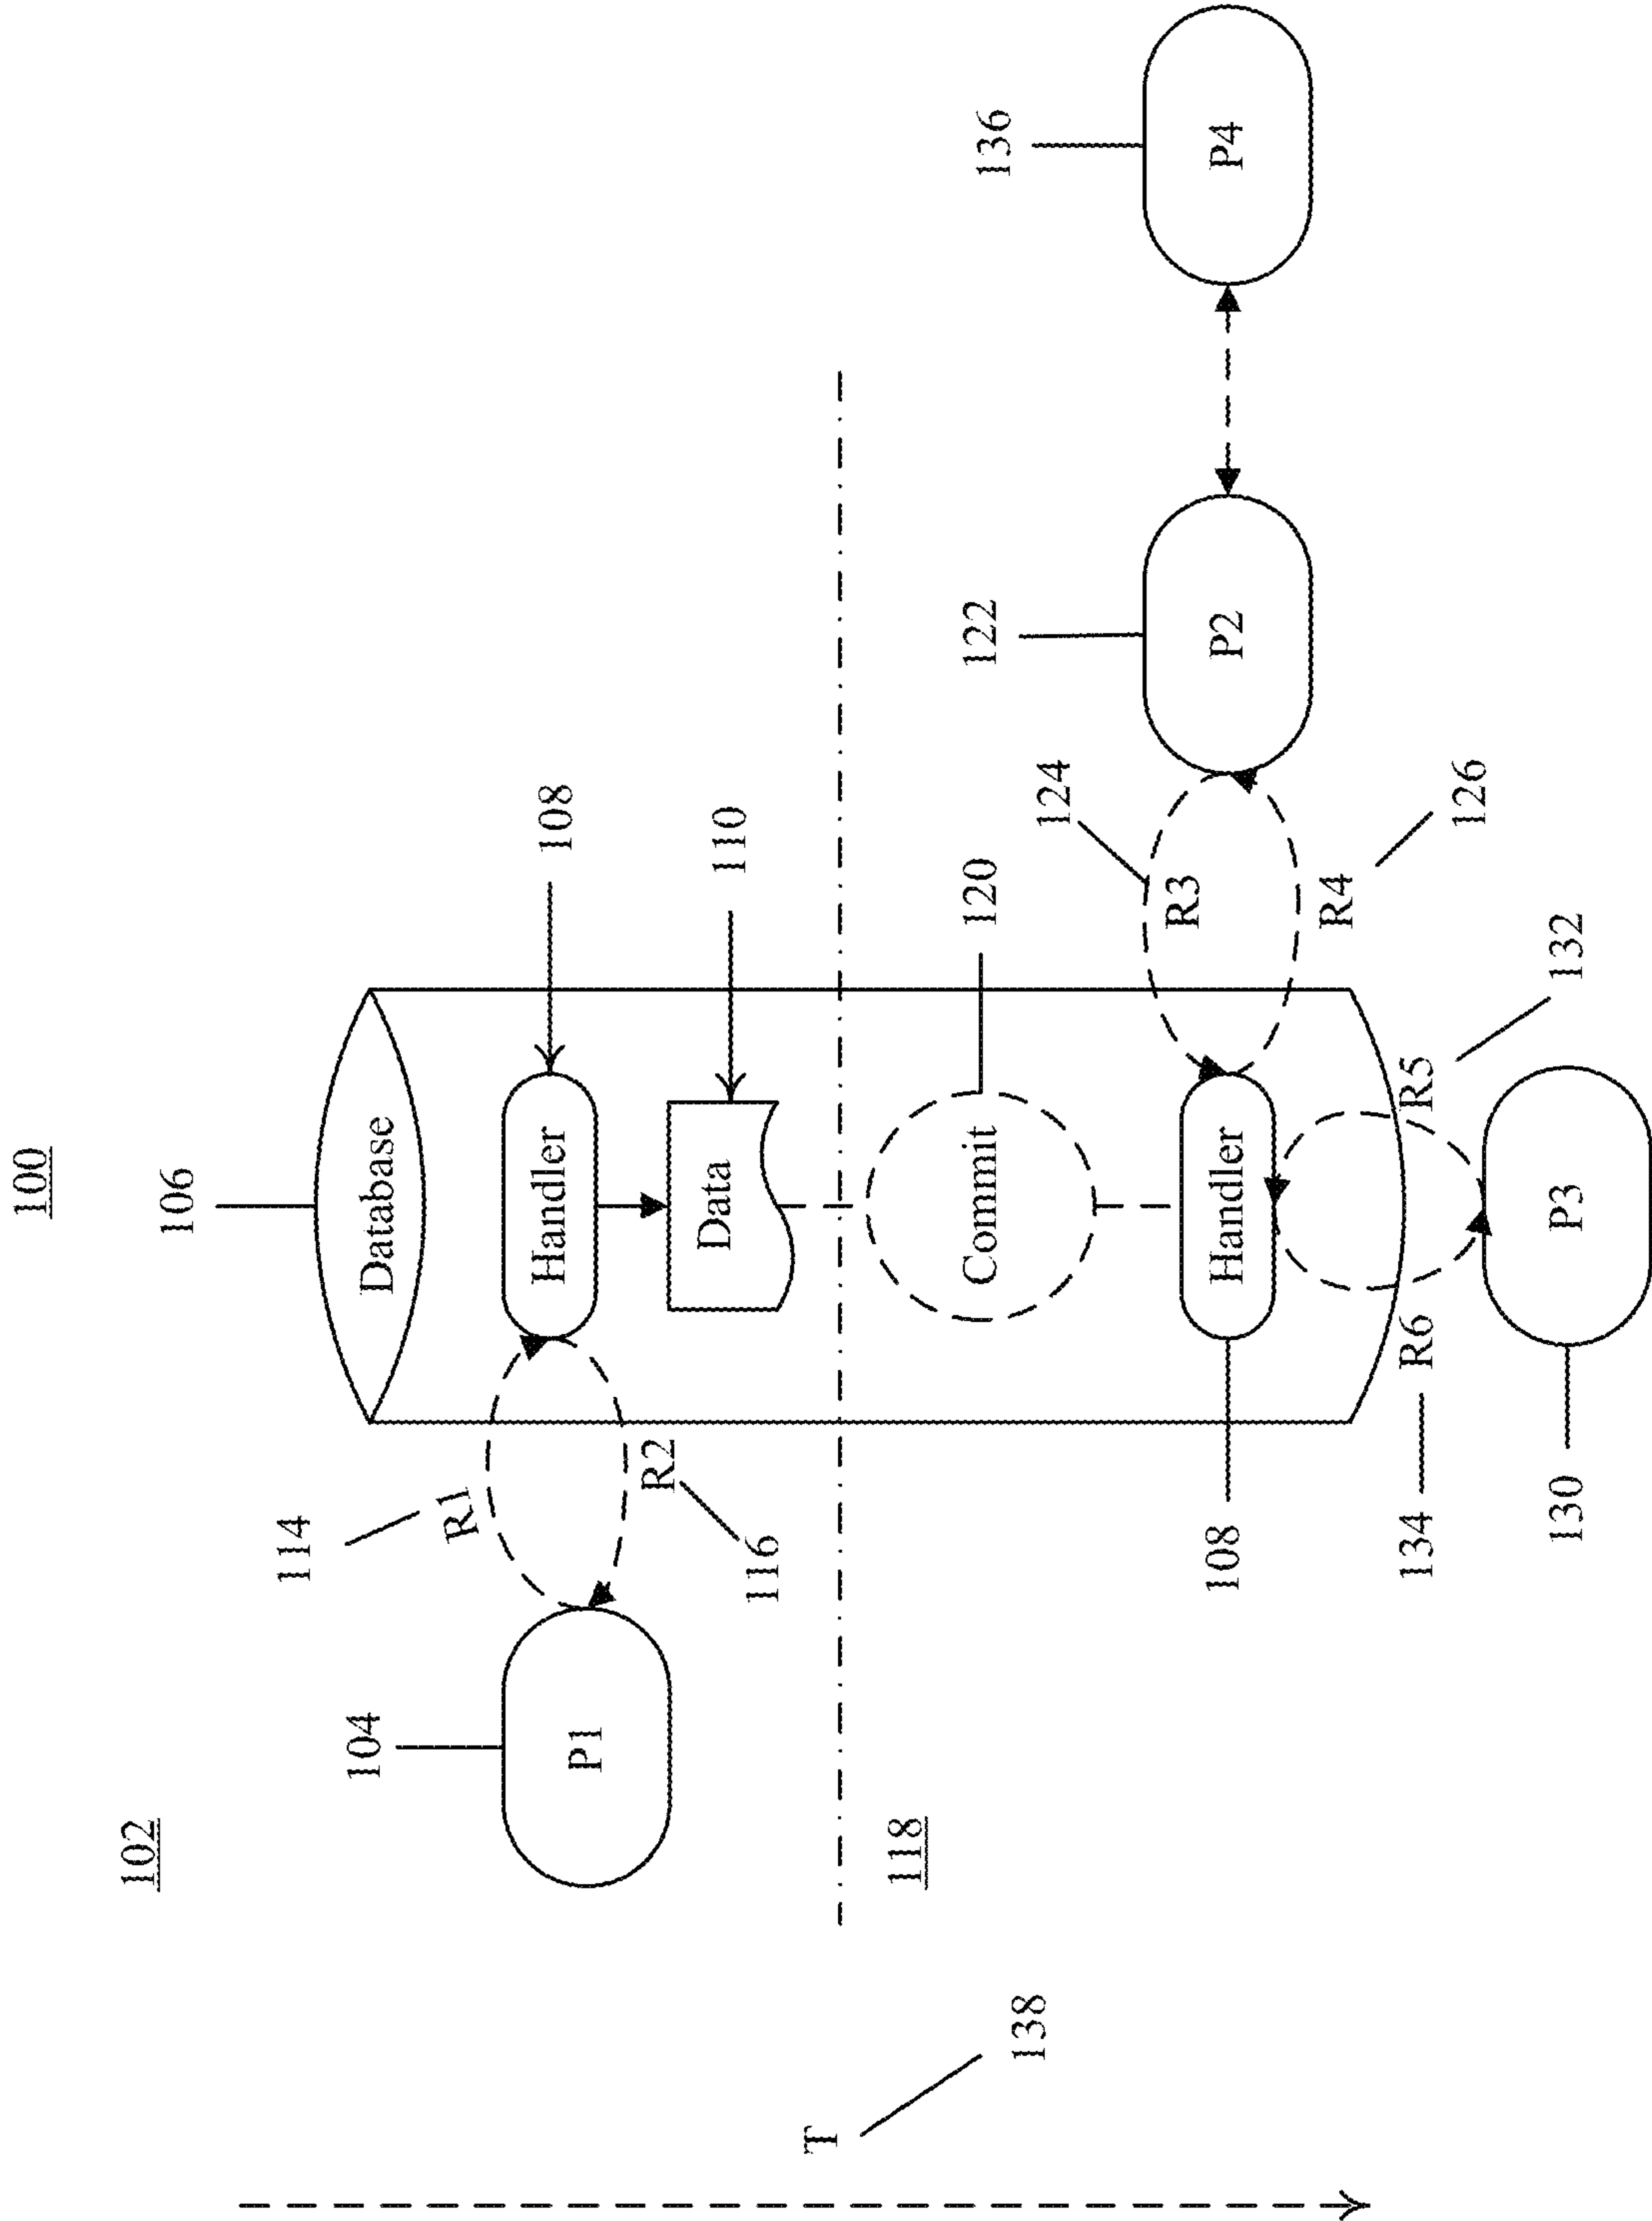 100
102
106
Database
108
104
P1
114
R1
Handler
R2
116
110
Data
118
120
Commit
136
P4
122
P2
124
R3
R4
126
108
Handler
132
R5
134
R6
130
P3
T
138